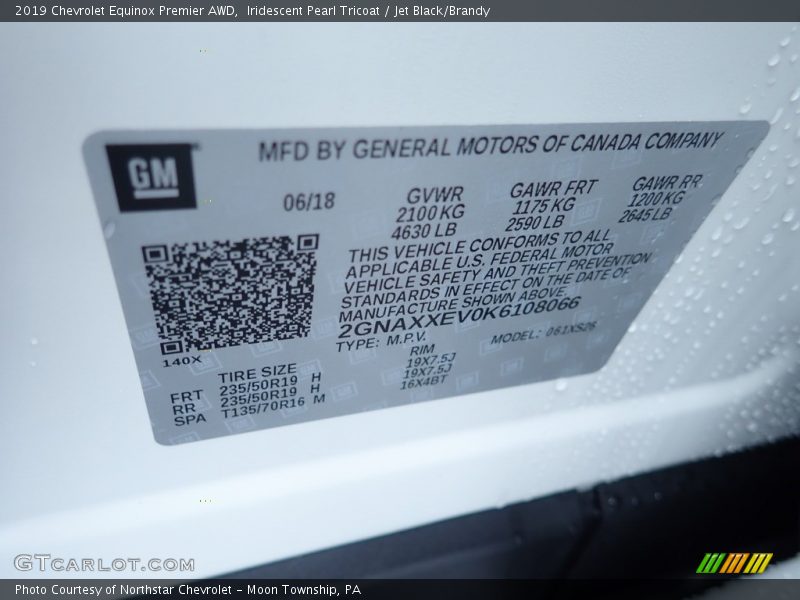 2019 Chevrolet Equinox Premier AWD, Iridescent Pearl Tricoat / Jet Black/Brandy
GM
MFD BY GENERAL MOTORS OF CANADA COMPANY
06/18
GVWR
2100 KG
4630 LB
GAWR FRT
1175 KG
2590 LB
GAWR RR
1200 KG
2645 LB
THIS VEHICLE CONFORMS TO ALL
APPLICABLE U.S. FEDERAL MOTOR
VEHICLE SAFETY AND THEFT PREVENTION
STANDARDS IN EFFECT ON THE DATE OF
MANUFACTURE SHOWN ABOVE.
2GNAXXEV0K6108066
TYPE: M.P.V. MODEL: 061XS26
140X
TIRE SIZE RIM
FRT 235/50R19 H 19X7.5J
RR 235/50R19 H 19X7.5J
SPA T135/70R16 M 16X4BT
GTCARLOT.COM
Photo Courtesy of Northstar Chevrolet - Moon Township, PA